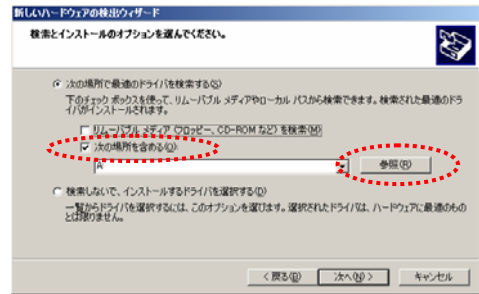 新しいハードウェアの検出ウィザード
検索とインストールのオプションを選んでください。
次の場所で最適のドライバを検索する(S)
下のチェック ボックスを使って、リムーバブル メディアやローカル パスから検索できます。検索された最適のドラ
イバがインストールされます。
リムーバブル メディア (フロッピー、CD-ROM など) を検索(M)
次の場所を含める(O):
A:
参照(R)
検索しないで、インストールするドライバを選択する(D)
一覧からドライバを選択するには、このオプションを選びます。選択されたドライバは、ハードウェアに最適のもの
とは限りません。
< 戻る(B)
次へ(N) >
キャンセル